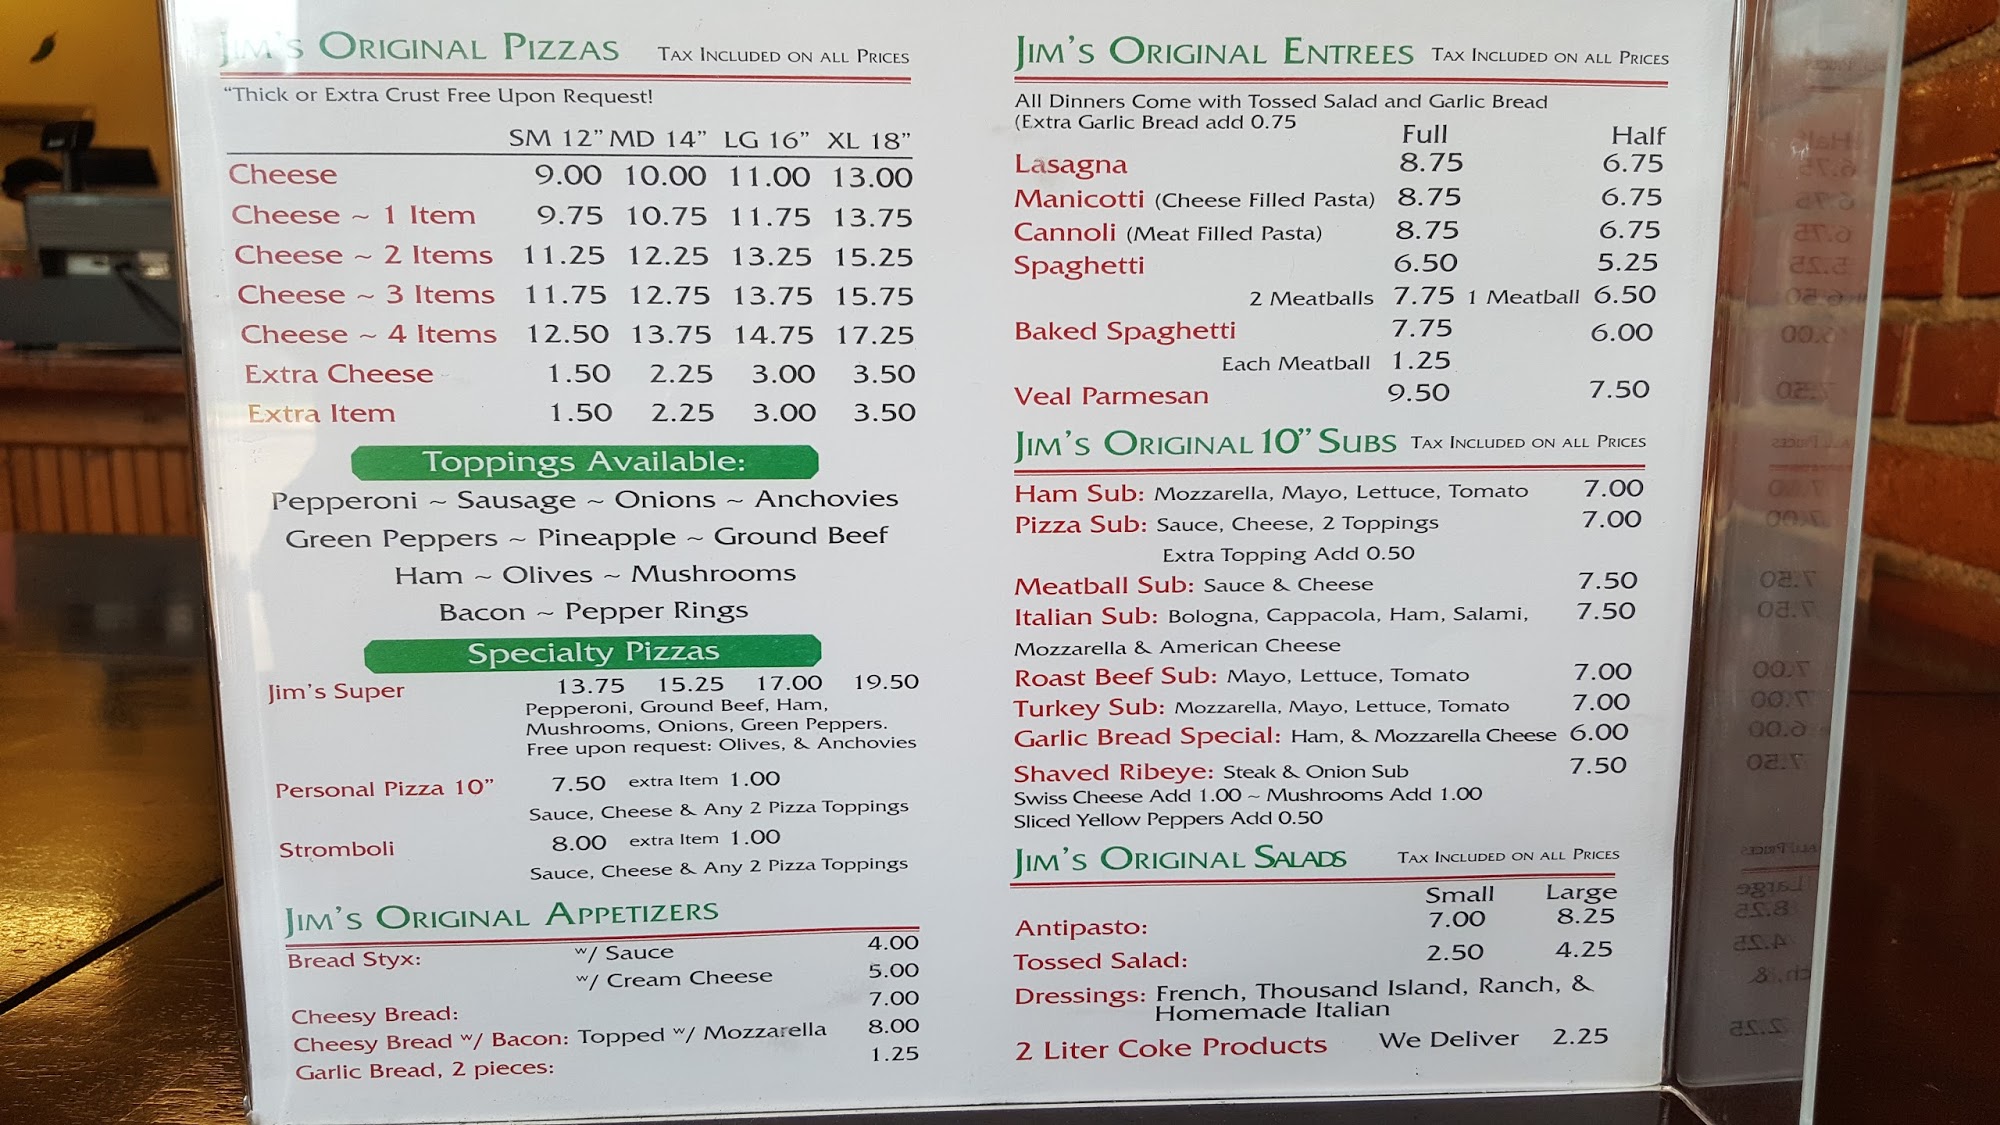 JIM'S ORIGINAL PIZZAS TAX INCLUDED ON ALL PRICES
"Thick or Extra Crust Free Upon Request!
SM 12" MD 14" LG 16" XL 18"
Cheese 9.00 10.00 11.00 13.00
Cheese ~ 1 Item 9.75 10.75 11.75 13.75
Cheese ~ 2 Items 11.25 12.25 13.25 15.25
Cheese ~ 3 Items 11.75 12.75 13.75 15.75
Cheese ~ 4 Items 12.50 13.75 14.75 17.25
Extra Cheese 1.50 2.25 3.00 3.50
Extra Item 1.50 2.25 3.00 3.50
Toppings Available:
Pepperoni ~ Sausage ~ Onions ~ Anchovies
Green Peppers ~ Pineapple ~ Ground Beef
Ham ~ Olives ~ Mushrooms
Bacon ~ Pepper Rings
Specialty Pizzas
Jim's Super 13.75 15.25 17.00 19.50
Pepperoni, Ground Beef, Ham,
Mushrooms, Onions, Green Peppers.
Free upon request: Olives, & Anchovies
Personal Pizza 10" 7.50 extra Item 1.00
Sauce, Cheese & Any 2 Pizza Toppings
Stromboli 8.00 extra Item 1.00
Sauce, Cheese & Any 2 Pizza Toppings
JIM'S ORIGINAL APPETIZERS
Bread Styx: w/ Sauce 4.00
w/ Cream Cheese 5.00
Cheesy Bread: 7.00
Cheesy Bread w/ Bacon: Topped w/ Mozzarella 8.00
Garlic Bread, 2 pieces: 1.25
JIM'S ORIGINAL ENTREES TAX INCLUDED ON ALL PRICES
All Dinners Come with Tossed Salad and Garlic Bread
(Extra Garlic Bread add 0.75
Full Half
Lasagna 8.75 6.75
Manicotti (Cheese Filled Pasta) 8.75 6.75
Cannoli (Meat Filled Pasta) 8.75 6.75
Spaghetti 6.50 5.25
2 Meatballs 7.75 1 Meatball 6.50
Baked Spaghetti 7.75 6.00
Each Meatball 1.25
Veal Parmesan 9.50 7.50
JIM'S ORIGINAL 10" SUBS TAX INCLUDED ON ALL PRICES
Ham Sub: Mozzarella, Mayo, Lettuce, Tomato 7.00
Pizza Sub: Sauce, Cheese, 2 Toppings 7.00
Extra Topping Add 0.50
Meatball Sub: Sauce & Cheese 7.50
Italian Sub: Bologna, Cappacola, Ham, Salami, 7.50
Mozzarella & American Cheese
Roast Beef Sub: Mayo, Lettuce, Tomato 7.00
Turkey Sub: Mozzarella, Mayo, Lettuce, Tomato 7.00
Garlic Bread Special: Ham, & Mozzarella Cheese 6.00
Shaved Ribeye: Steak & Onion Sub 7.50
Swiss Cheese Add 1.00 ~ Mushrooms Add 1.00
Sliced Yellow Peppers Add 0.50
JIM'S ORIGINAL SALADS TAX INCLUDED ON ALL PRICES
Small Large
Antipasto: 7.00 8.25
Tossed Salad: 2.50 4.25
Dressings: French, Thousand Island, Ranch, &
Homemade Italian
2 Liter Coke Products We Deliver 2.25